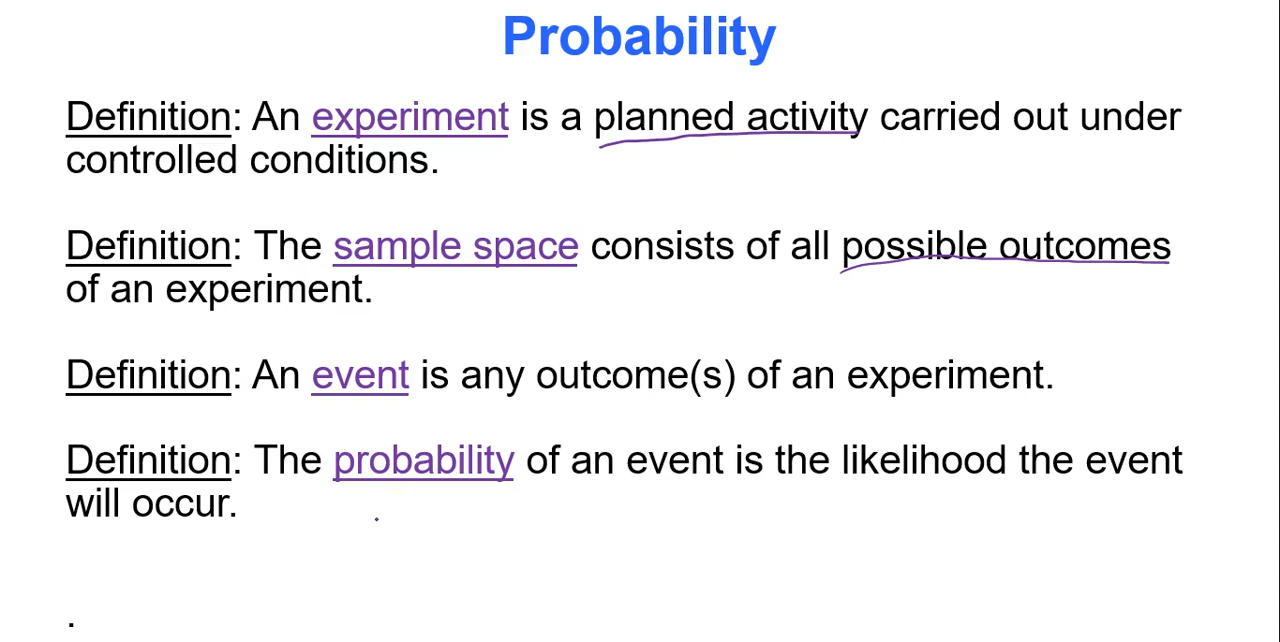 Probability
Definition: An experiment is a planned activity carried out under
controlled conditions.
Definition: The sample space consists of all possible outcomes
of an experiment.
Definition: An event is any outcome(s) of an experiment.
Definition: The probability of an event is the likelihood the event
will occur.
.